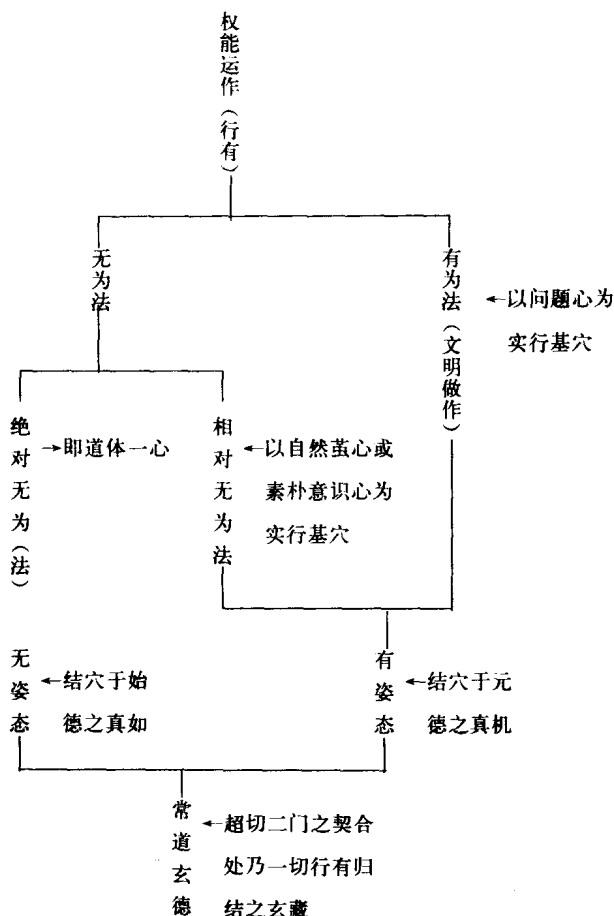 权能运作（行有）
无为法
有为法（文明做作）
←以问题心为
实行基穴
绝对无为（法）
→即道体一心
相对无为法
←以自然茧心或
素朴意识心为
实行基穴
无姿态
←结穴于始
德之真如
有姿态
←结穴于元
德之真机
常道玄德
←超切二门之契合
处乃一切行有归
结之玄藏